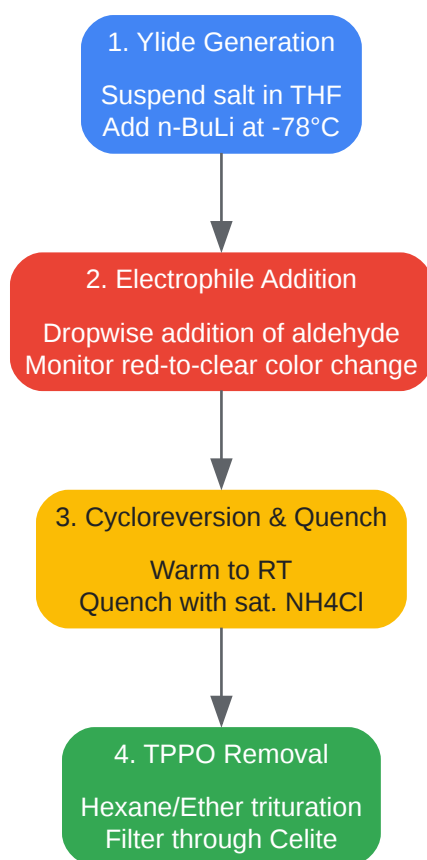 1. Ylide Generation
Suspend salt in THF
Add n-BuLi at -78°C
2. Electrophile Addition
Dropwise addition of aldehyde
Monitor red-to-clear color change
3. Cycloreversion & Quench
Warm to RT
Quench with sat. NH4Cl
4. TPPO Removal
Hexane/Ether trituration
Filter through Celite